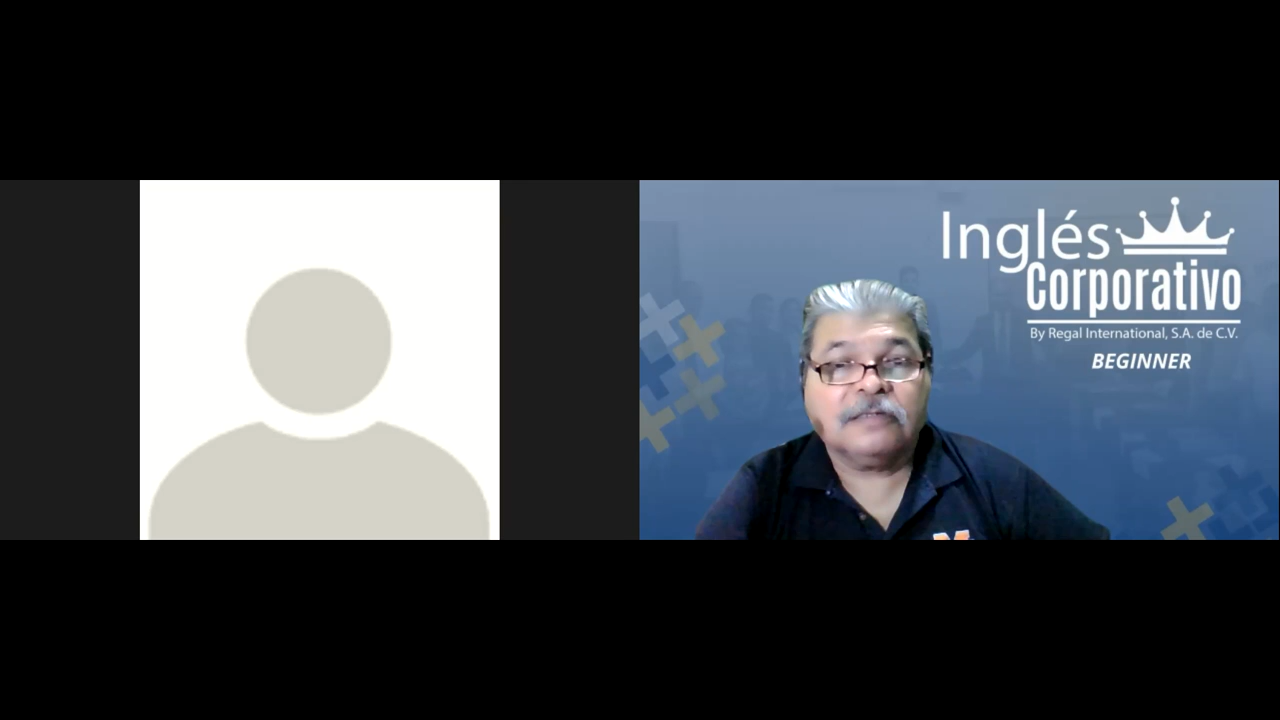 Inglés
Corporativo
By Regal International, S.A. de C.V.
BEGINNER